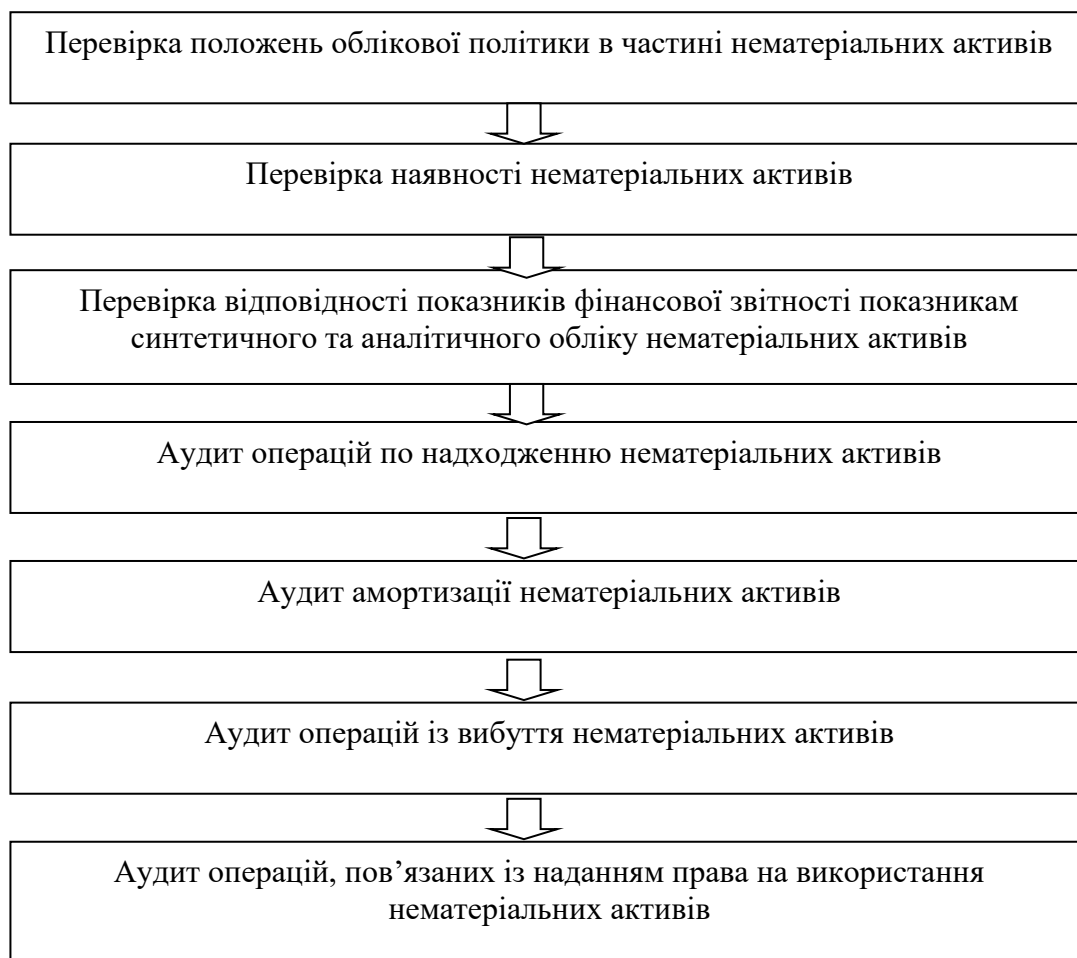 Перевірка положень облікової політики в частині нематеріальних активів
Перевірка наявності нематеріальних активів
Перевірка відповідності показників фінансової звітності показникам
синтетичного та аналітичного обліку нематеріальних активів
Аудит операцій по надходженню нематеріальних активів
Аудит амортизації нематеріальних активів
Аудит операцій із вибуття нематеріальних активів
Аудит операцій, пов’язаних із наданням права на використання
нематеріальних активів